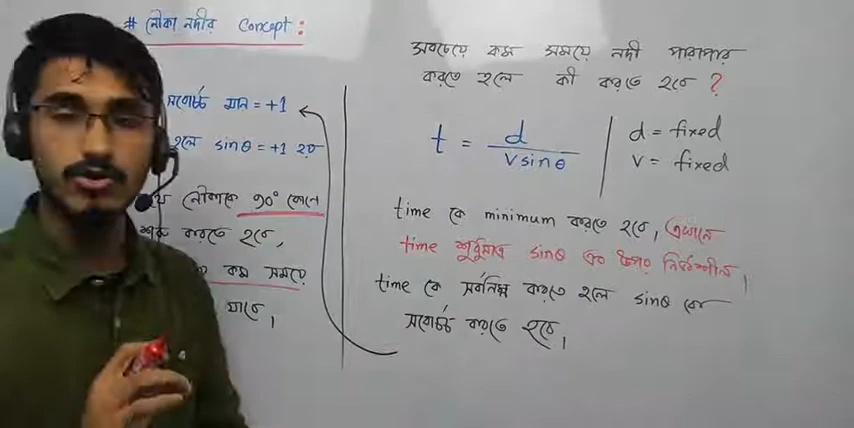 # নৌকা নদীর Concept :
সবচেয়ে কম সময়ে নদী পারাপার
করতে হলে কী করতে হবে ?
t = d / v sinθ
d = fixed
v = fixed
time কে minimum করতে হবে, এখানে
time শুধুমাত্র sinθ এর উপর নির্ভরশীল।
time কে সর্বনিম্ন করতে হলে sinθ কে
সর্বোচ্চ করতে হবে।
সর্বোচ্চ মান = +1
হলে sinθ = +1 হয়
নৌকাকে ৯০° কোণে
শুরু করতে হবে,
কম সময়ে
যাবে।